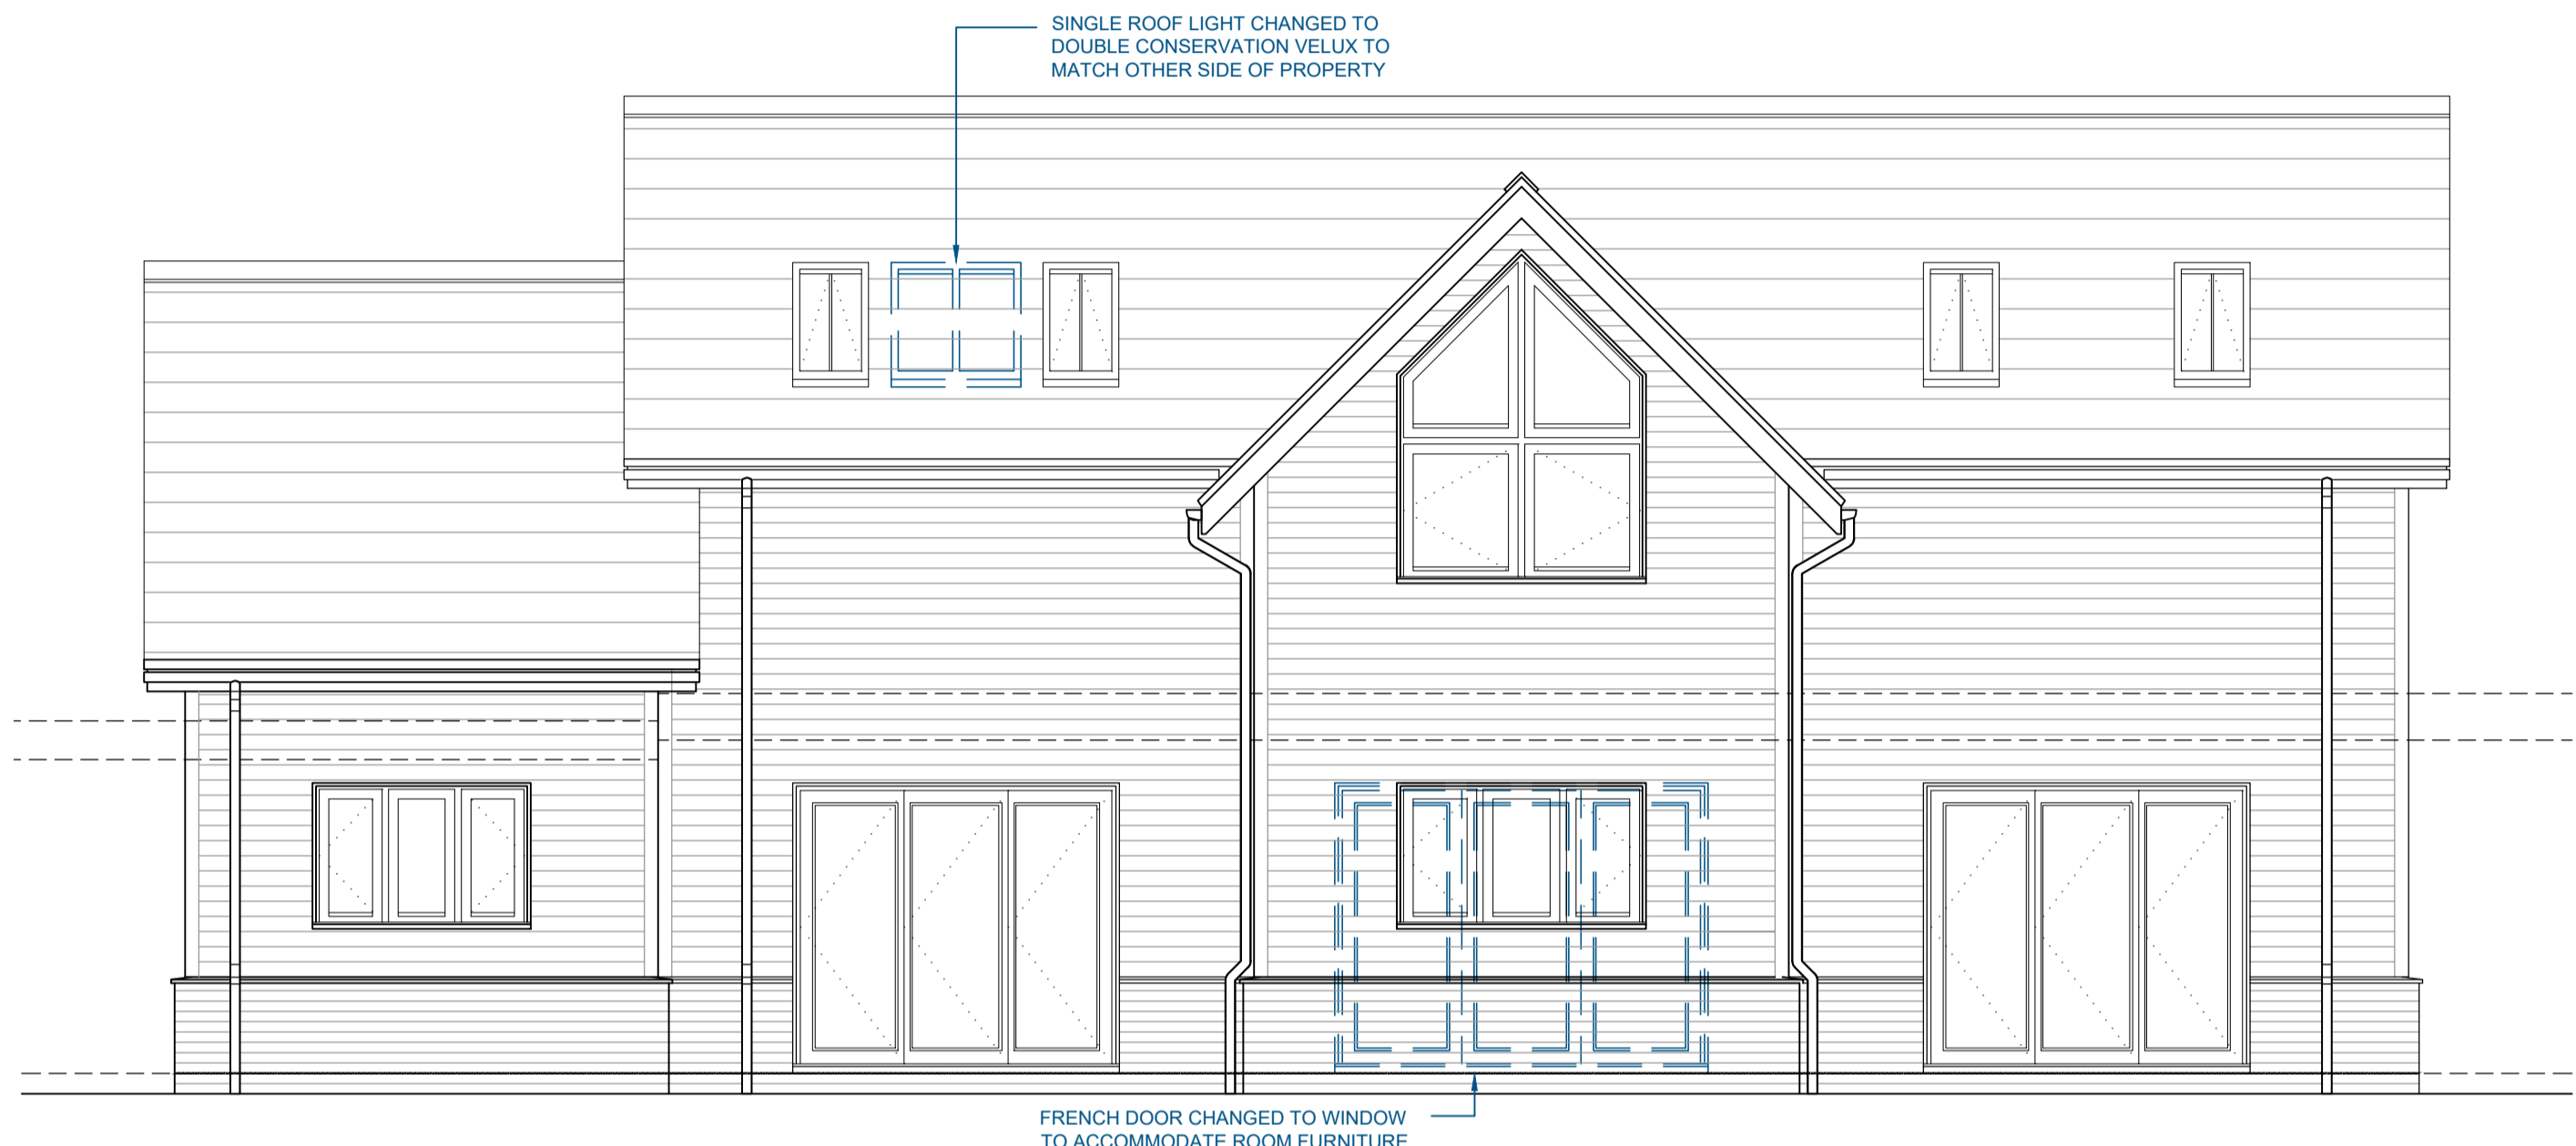 SINGLE ROOF LIGHT CHANGED TO
DOUBLE CONSERVATION VELUX TO
MATCH OTHER SIDE OF PROPERTY
FRENCH DOOR CHANGED TO WINDOW
TO ACCOMMODATE ROOM FURNITURE